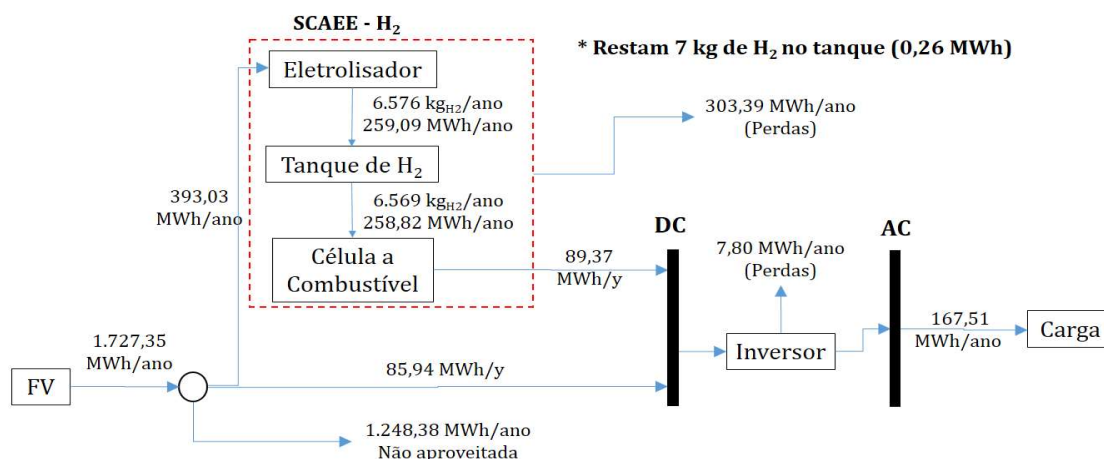 SCAEE - H₂
* Restam 7 kg de H₂ no tanque (0,26 MWh)
Eletrolisador
6.576 kg_H2/ano
259,09 MWh/ano
303,39 MWh/ano
(Perdas)
Tanque de H₂
393,03
MWh/ano
6.569 kg_H2/ano
258,82 MWh/ano
Célula a
Combustível
89,37
MWh/y
DC
7,80 MWh/ano
(Perdas)
AC
Inversor
167,51
MWh/ano
Carga
1.727,35
MWh/ano
FV
85,94 MWh/y
1.248,38 MWh/ano
Não aproveitada